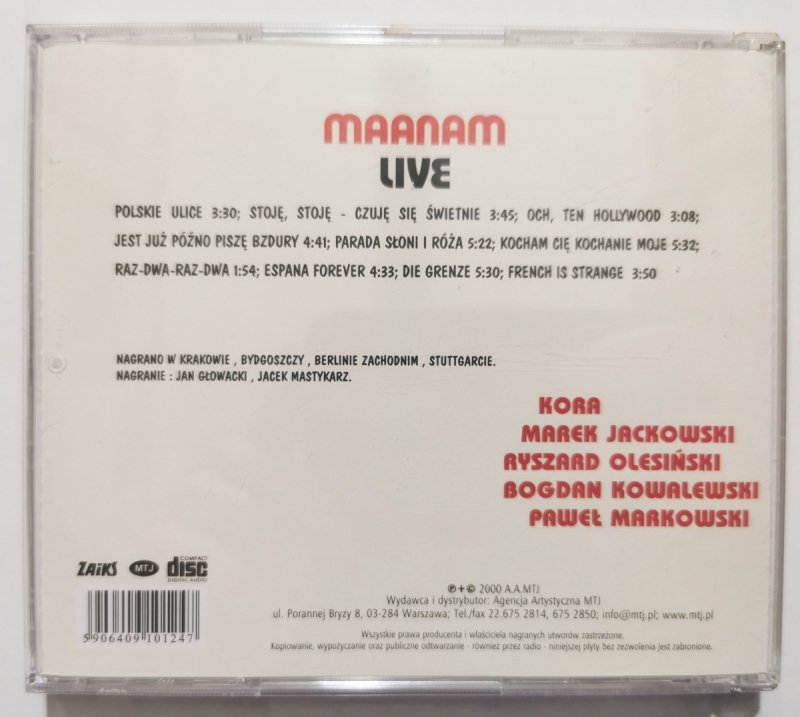 MAANAM
LIVE
POLSKIE ULICE 3:30; STOJĘ, STOJĘ - CZUJĘ SIĘ ŚWIETNIE 3:45; OCH, TEN HOLLYWOOD 3:08;
JEST JUŻ PÓŹNO PISZĘ BZDURY 4:41; PARADA SŁONI I RÓŻA 5:22; KOCHAM CIĘ KOCHANIE MOJE 5:32;
RAZ-DWA-RAZ-DWA 1:54; ESPANA FOREVER 4:33; DIE GRENZE 5:30; FRENCH IS STRANGE 3:50
NAGRANO W KRAKOWIE , BYDGOSZCZY , BERLINIE ZACHODNIM , STUTTGARCIE.
NAGRANIE : JAN GŁOWACKI , JACEK MASTYKARZ.
KORA
MAREK JACKOWSKI
RYSZARD OLESIŃSKI
BOGDAN KOWALEWSKI
PAWEŁ MARKOWSKI
ZAiKS MTJ COMPACT disc DIGITAL AUDIO
5 906409 101247
℗+© 2000 A.A.MTJ
Wydawca i dystrybutor: Agencja Artystyczna MTJ
ul. Porannej Bryzy 8, 03-284 Warszawa; Tel./fax 22.675 2814, 675 2850; info@mtj.pl; www.mtj.pl
Wszystkie prawa producenta i właściciela nagranych utworów zastrzeżone.
Kopiowanie, wypożyczanie oraz publiczne odtwarzanie - również przez radio - niniejszej płyty bez zezwolenia jest zabronione.